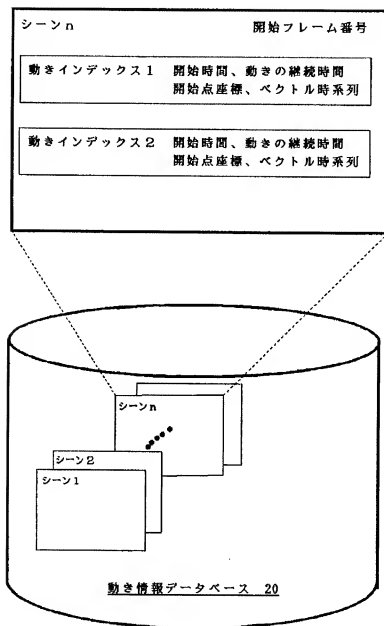 シーンn 開始フレーム番号
動きインデックス1 開始時間、動きの継続時間
開始点座標、ベクトル時系列
動きインデックス2 開始時間、動きの継続時間
開始点座標、ベクトル時系列
シーンn
シーン2
シーン1
動き情報データベース 20